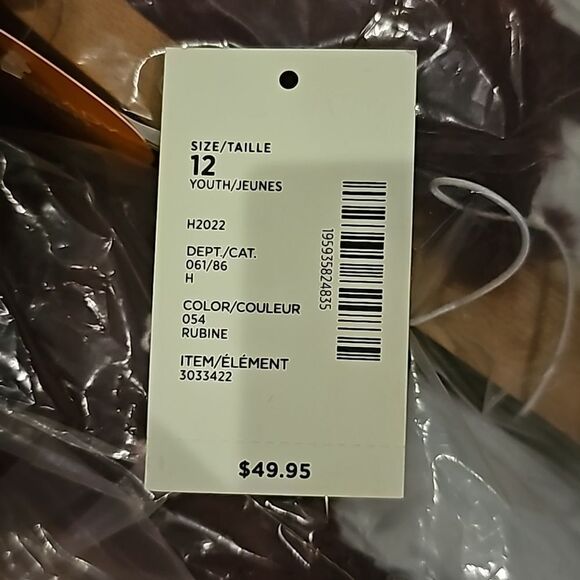 SIZE/TAILLE
12
YOUTH/JEUNES
H2022
DEPT./CAT.
061/86
H
COLOR/COULEUR
054
RUBINE
ITEM/ÉLÉMENT
3033422
195935824835
$49.95